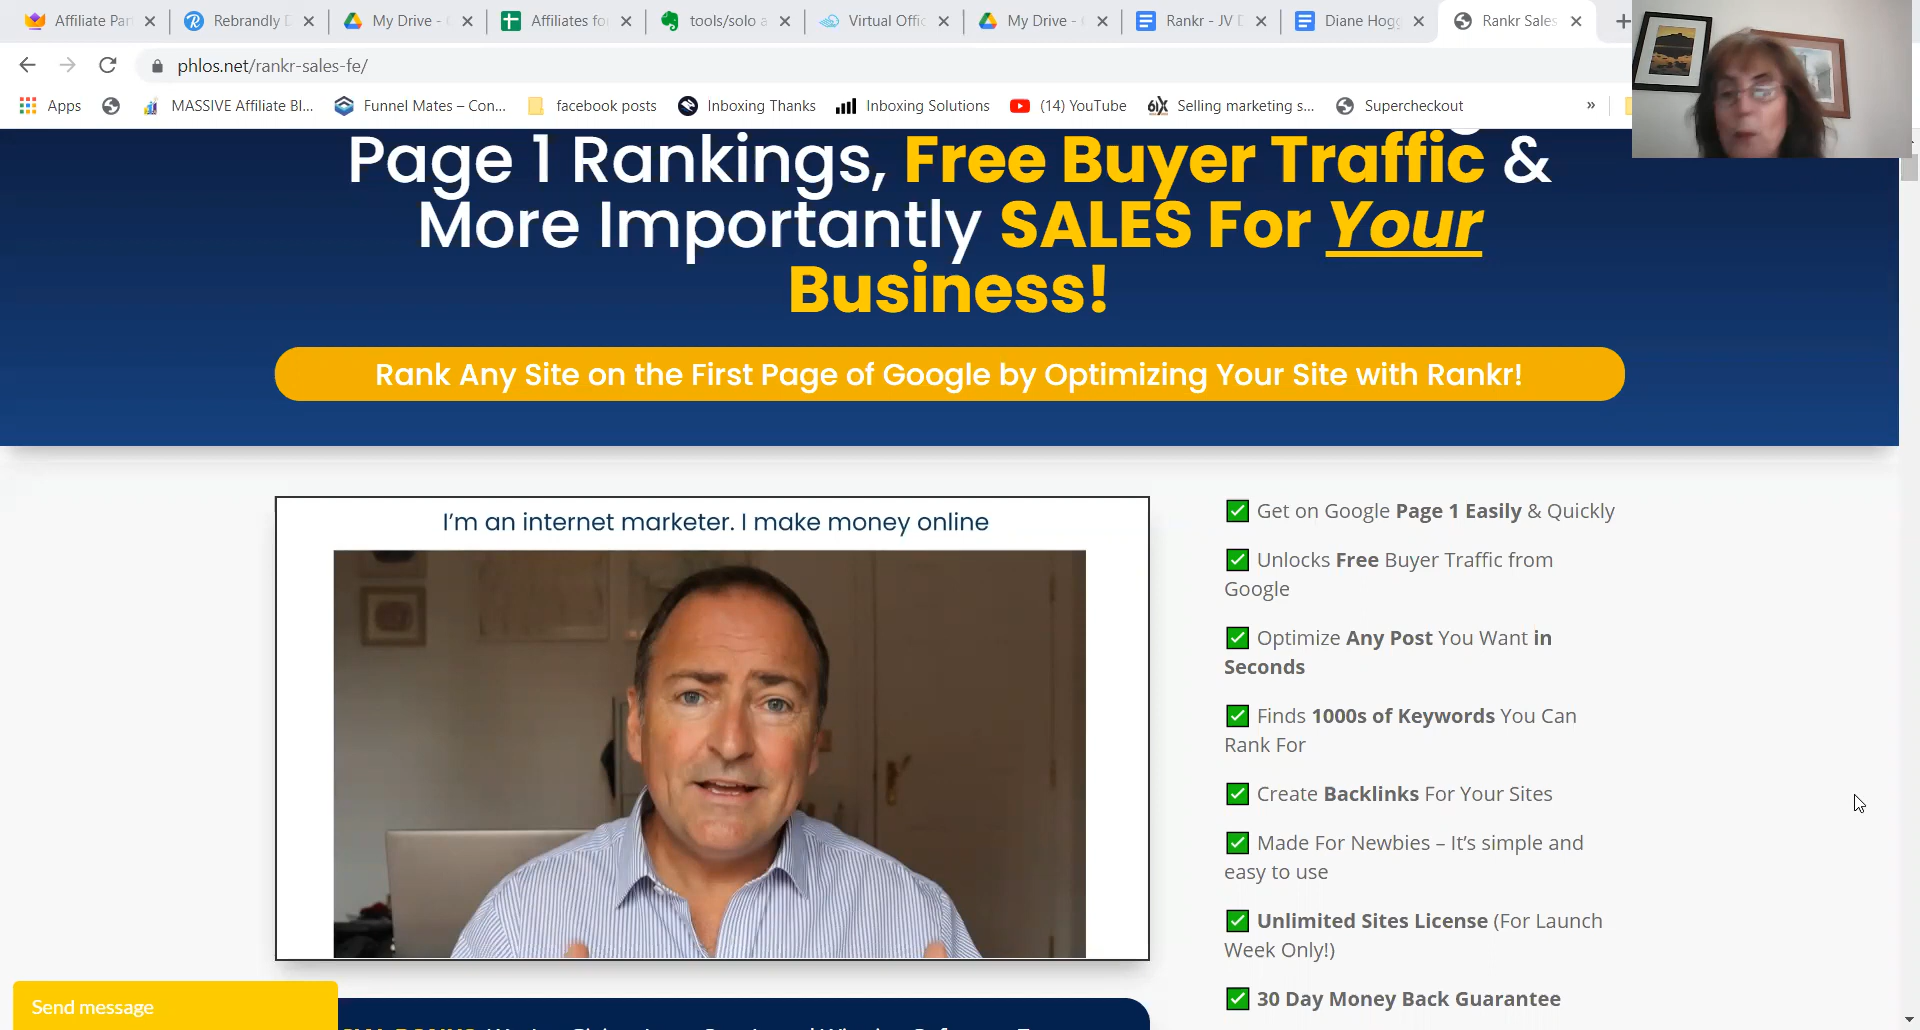 Affiliate Par
Rebrandly D
My Drive -
Affiliates fo
tools/solo a
Virtual Offic
My Drive -
Rankr - JV D
Diane Hogg
Rankr Sales
phlos.net/rankr-sales-fe/
Apps
MASSIVE Affiliate Bl...
Funnel Mates – Con...
facebook posts
Inboxing Thanks
Inboxing Solutions
(14) YouTube
Selling marketing s...
Supercheckout
»
Page 1 Rankings, Free Buyer Traffic &
More Importantly SALES For Your
Business!
Rank Any Site on the First Page of Google by Optimizing Your Site with Rankr!
I'm an internet marketer. I make money online
Get on Google Page 1 Easily & Quickly
Unlocks Free Buyer Traffic from
Google
Optimize Any Post You Want in
Seconds
Finds 1000s of Keywords You Can
Rank For
Create Backlinks For Your Sites
Made For Newbies – It's simple and
easy to use
Unlimited Sites License (For Launch
Week Only!)
30 Day Money Back Guarantee
Send message